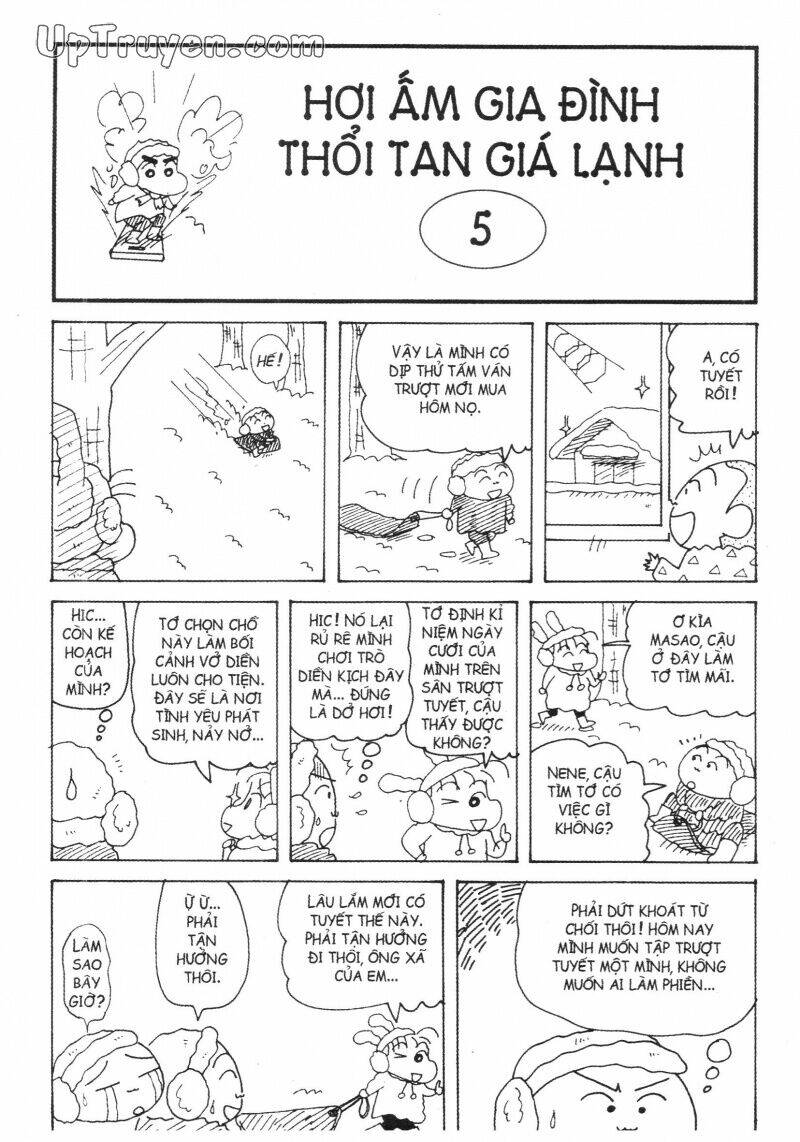 UpTruyen.com
HƠI ẤM GIA ĐÌNH
THỔI TAN GIÁ LẠNH
5
A, CÓ
TUYẾT
RỒI!
VẬY LÀ MÌNH CÓ
DỊP THỬ TẤM VÁN
TRƯỢT MỚI MUA
HÔM NỌ.
HẾ!
Ơ KÌA
MASAO, CẬU
Ở ĐÂY LÀM
TỚ TÌM MÃI.
NENE, CẬU
TÌM TỚ CÓ
VIỆC GÌ
KHÔNG?
TỚ ĐỊNH KỈ
NIỆM NGÀY
CƯỚI CỦA
MÌNH TRÊN
SÂN TRƯỢT
TUYẾT, CẬU
THẤY ĐƯỢC
KHÔNG?
HIC! NÓ LẠI
RỦ RÊ MÌNH
CHƠI TRÒ
DIỄN KỊCH ĐÂY
MÀ... ĐÚNG
LÀ DỞ HƠI!
TỚ CHỌN CHỖ
NÀY LÀM BỐI
CẢNH VỞ DIỄN
LUÔN CHO TIỆN.
ĐÂY SẼ LÀ NƠI
TÌNH YÊU PHÁT
SINH, NẢY NỞ...
HIC...
CÒN KẾ
HOẠCH
CỦA
MÌNH?
PHẢI DỨT KHOÁT TỪ
CHỐI THÔI! HÔM NAY
MÌNH MUỐN TẬP TRƯỢT
TUYẾT MỘT MÌNH, KHÔNG
MUỐN AI LÀM PHIỀN...
LÂU LẮM MỚI CÓ
TUYẾT THẾ NÀY.
PHẢI TẬN HƯỞNG
ĐI THÔI, ÔNG XÃ
CỦA EM...
Ừ Ừ...
PHẢI
TẬN
HƯỞNG
THÔI.
LÀM
SAO
BÂY
GIỜ?